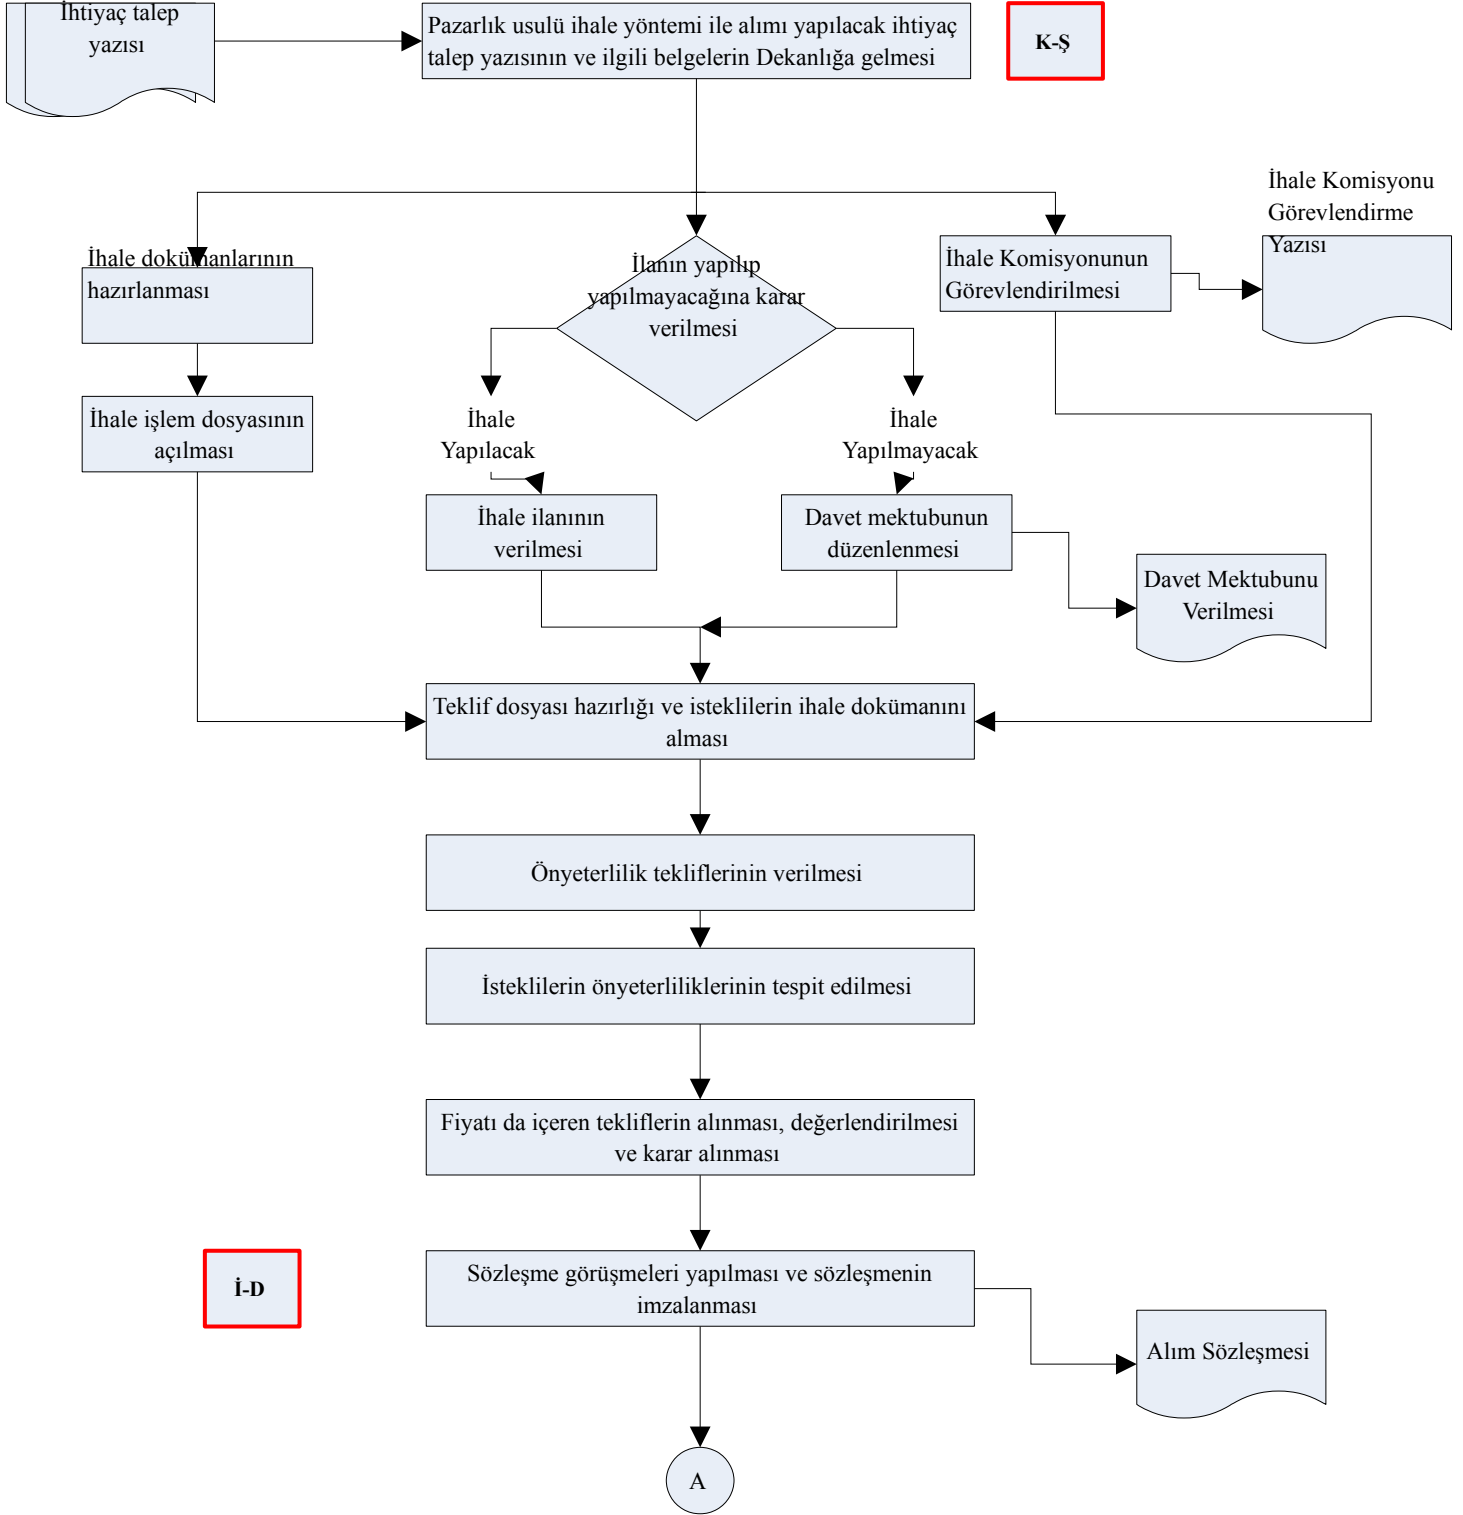 İhtiyaç talep
yazısı
Pazarlık usulü ihale yöntemi ile alımı yapılacak ihtiyaç
talep yazısının ve ilgili belgelerin Dekanlığa gelmesi
K-Ş
İhale dokümanlarının
hazırlanması
İlanın yapılıp
yapılmayacağına karar
verilmesi
İhale Komisyonunun
Görevlendirilmesi
İhale Komisyonu
Görevlendirme
Yazısı
İhale işlem dosyasının
açılması
İhale
Yapılacak
İhale
Yapılmayacak
İhale ilanının
verilmesi
Davet mektubunun
düzenlenmesi
Davet Mektubunu
Verilmesi
Teklif dosyası hazırlığı ve isteklilerin ihale dokümanını
alması
Önyeterlilik tekliflerinin verilmesi
İsteklilerin önyeterliliklerinin tespit edilmesi
Fiyatı da içeren tekliflerin alınması, değerlendirilmesi
ve karar alınması
İ-D
Sözleşme görüşmeleri yapılması ve sözleşmenin
imzalanması
Alım Sözleşmesi
A